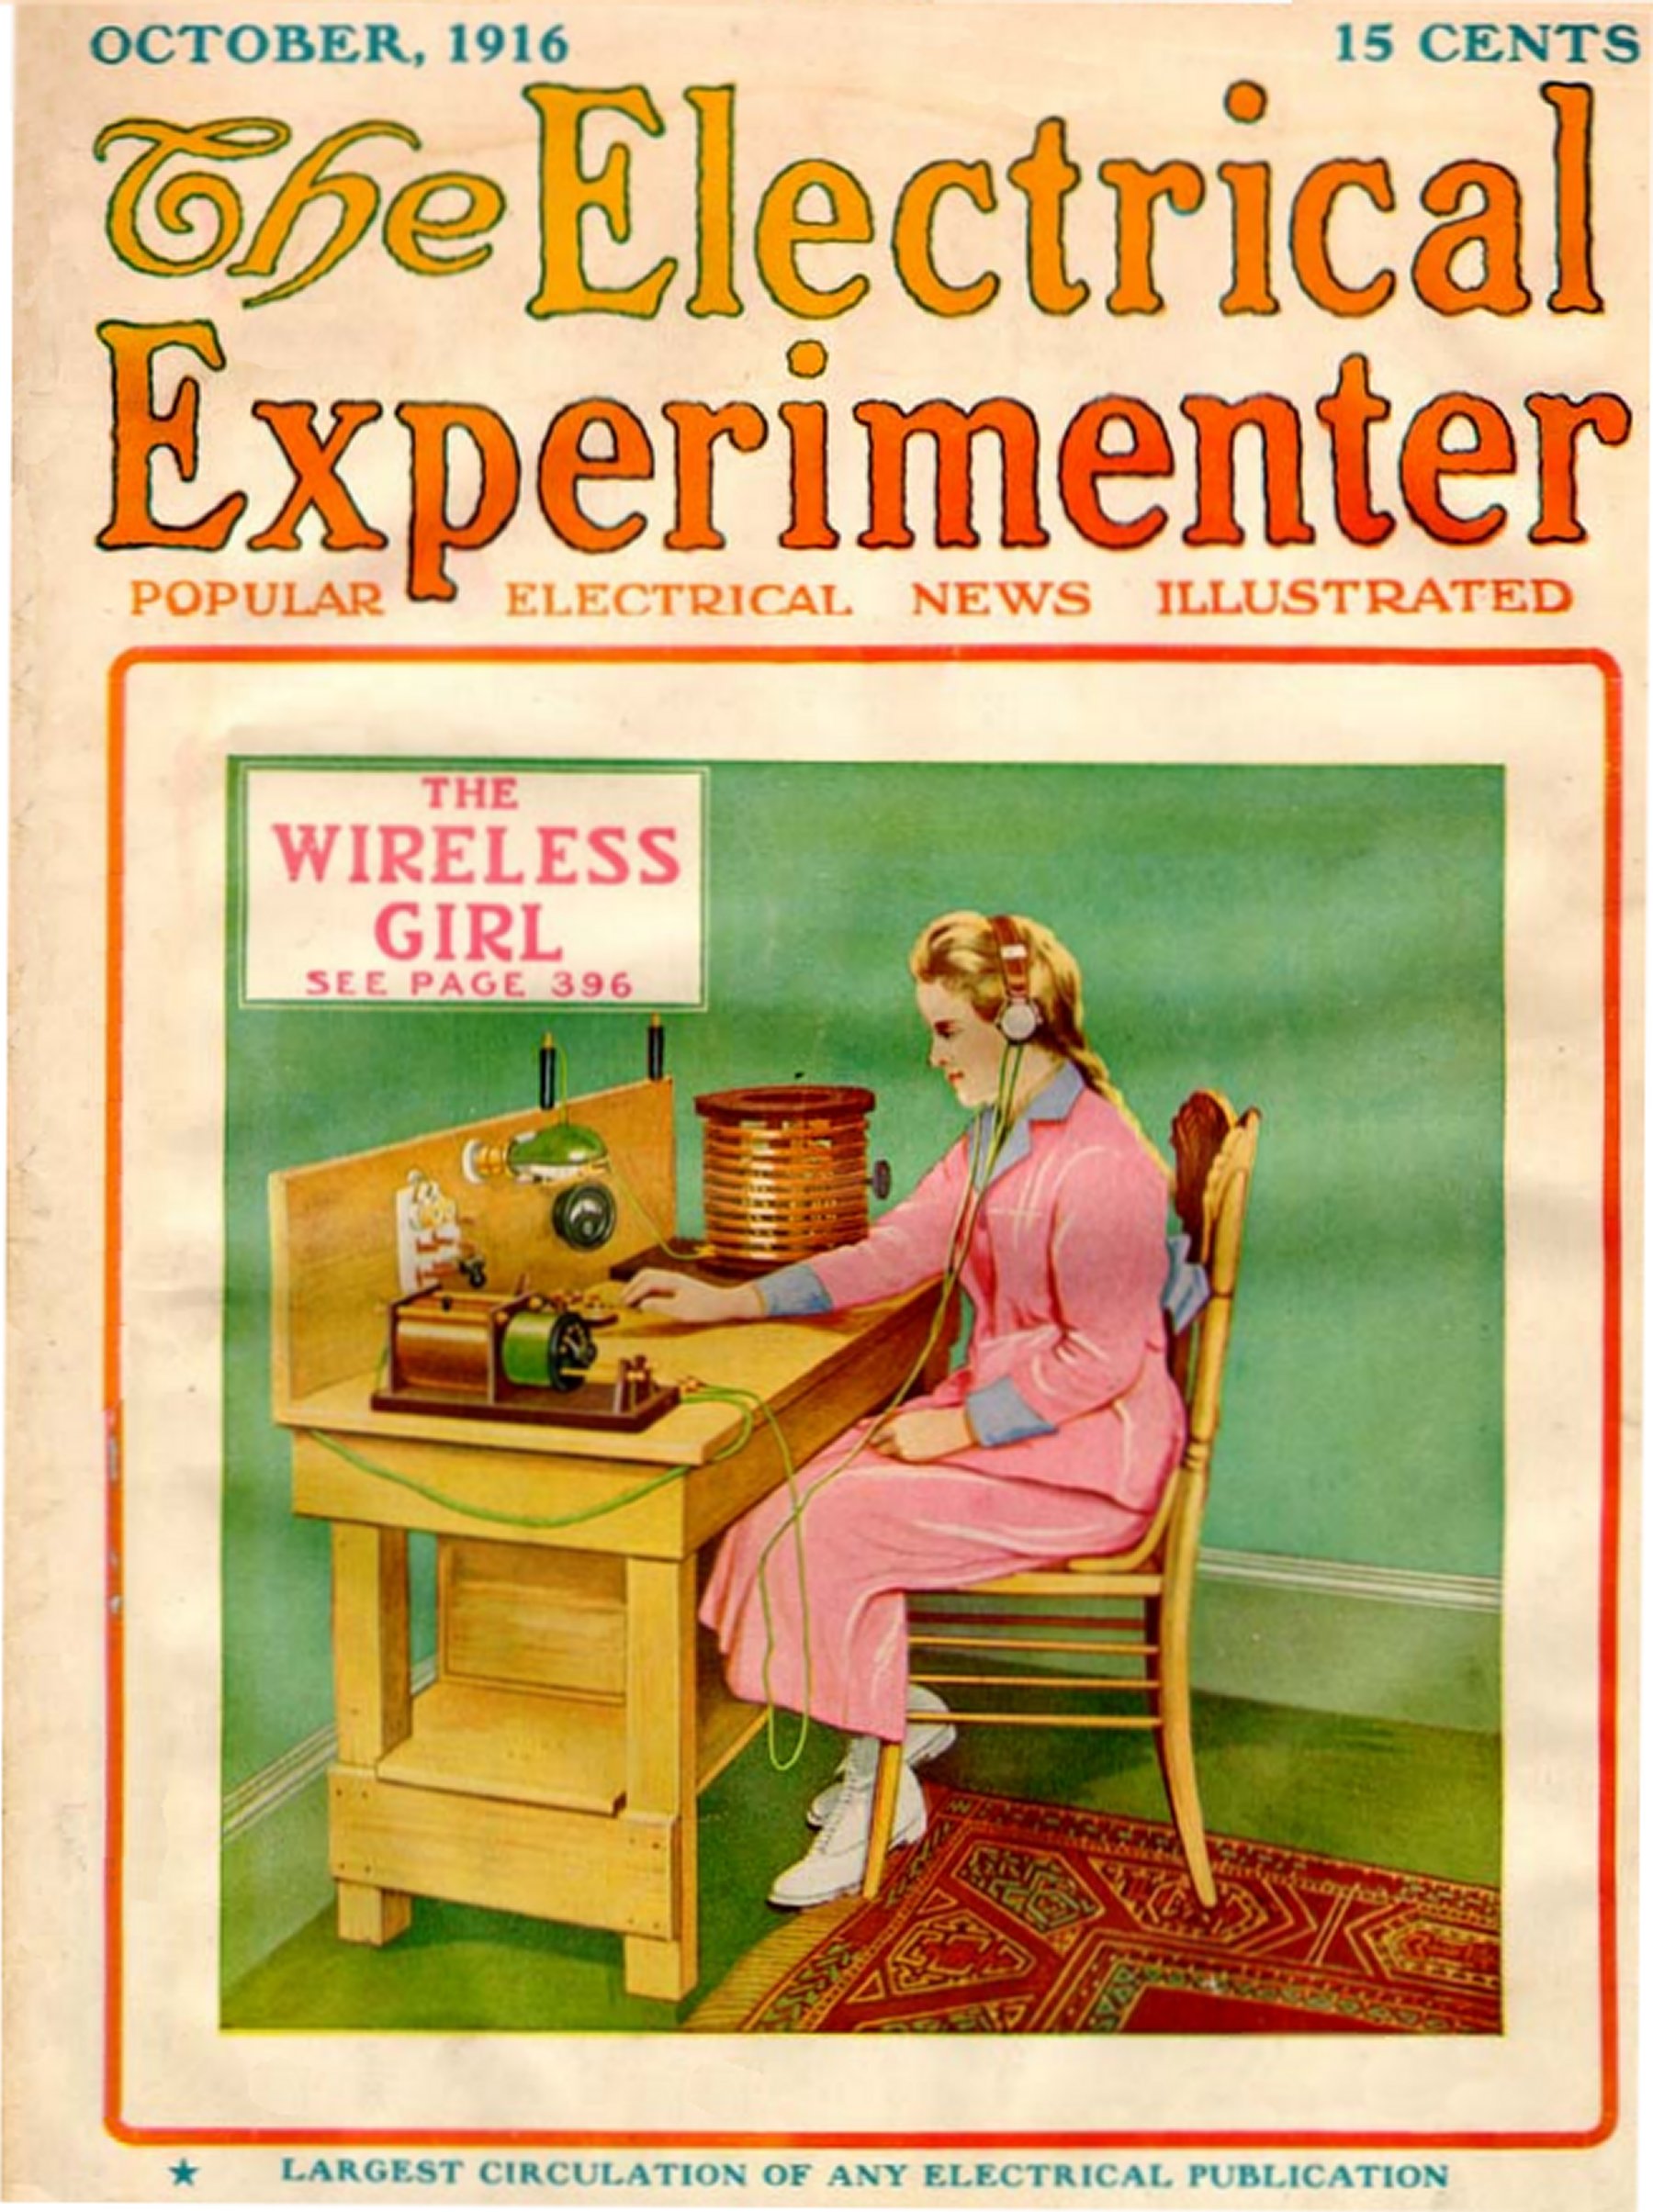 OCTOBER, 1916 15 CENTS
The Electrical
Experimenter
POPULAR ELECTRICAL NEWS ILLUSTRATED
THE
WIRELESS
GIRL
SEE PAGE 396
★ LARGEST CIRCULATION OF ANY ELECTRICAL PUBLICATION